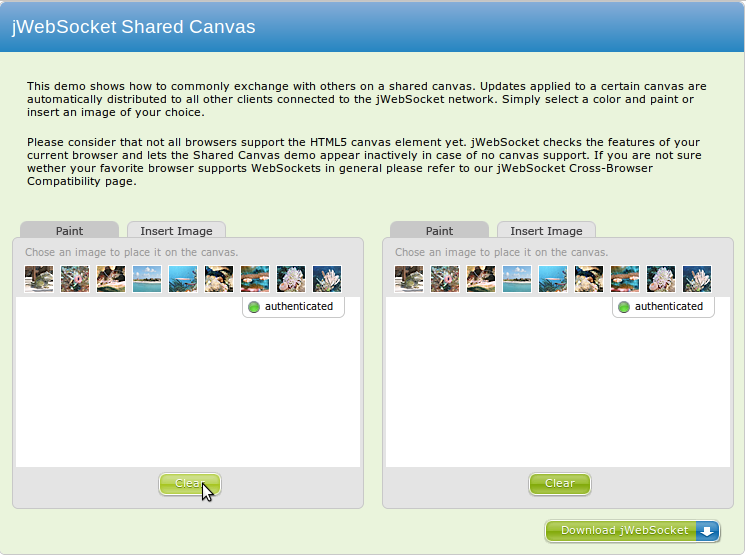 jWebSocket Shared Canvas
This demo shows how to commonly exchange with others on a shared canvas. Updates applied to a certain canvas are
automatically distributed to all other clients connected to the jWebSocket network. Simply select a color and paint or
insert an image of your choice.
Please consider that not all browsers support the HTML5 canvas element yet. jWebSocket checks the features of your
current browser and lets the Shared Canvas demo appear inactively in case of no canvas support. If you are not sure
wether your favorite browser supports WebSockets in general please refer to our jWebSocket Cross-Browser
Compatibility page.
Paint Insert Image
Chose an image to place it on the canvas.
authenticated
Clear
Paint Insert Image
Chose an image to place it on the canvas.
authenticated
Clear
Download jWebSocket